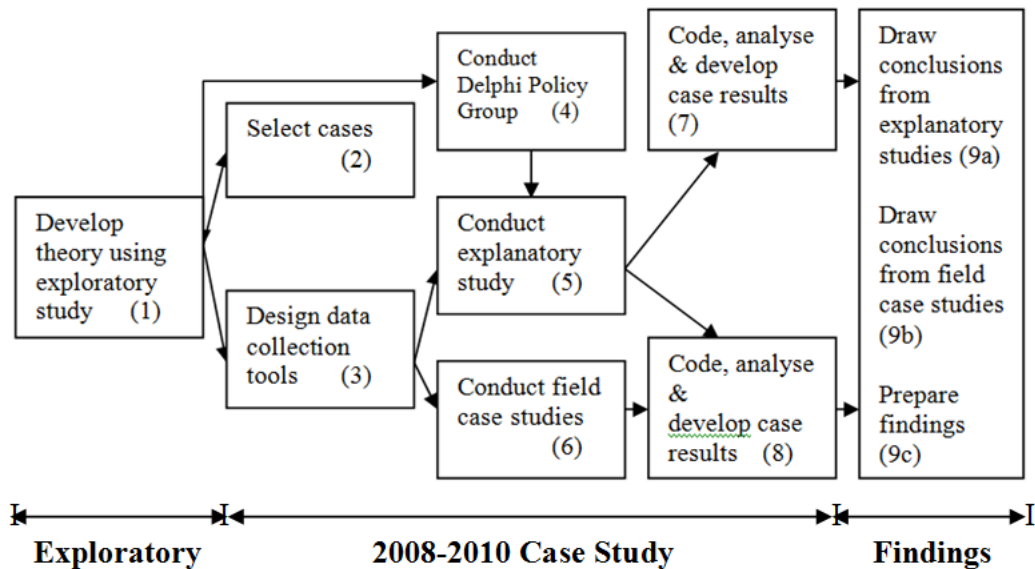 Develop
theory using
exploratory
study (1)
Select cases
(2)
Design data
collection
tools (3)
Conduct
Delphi Policy
Group (4)
Conduct
explanatory
study (5)
Conduct field
case studies
(6)
Code, analyse
& develop
case results
(7)
Code, analyse
&
develop case
results (8)
Draw
conclusions
from
explanatory
studies (9a)
Draw
conclusions
from field case
studies
(9b)
Prepare
findings
(9c)
Exploratory
2008-2010 Case Study
Findings